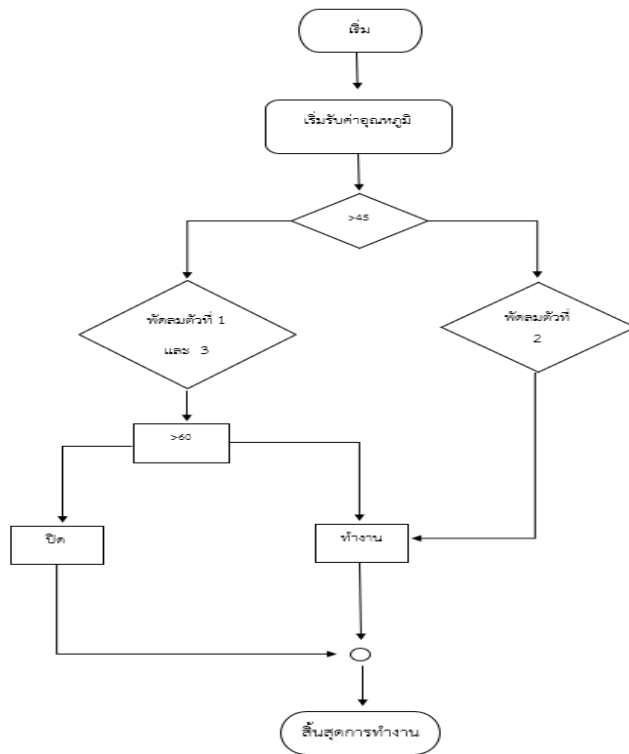 เริ่ม
เริ่มรับค่าอุณหภูมิ
>45
พัดลมตัวที่ 1
และ 3
พัดลมตัวที่
2
>60
ปิด
ทำงาน
สิ้นสุดการทำงาน